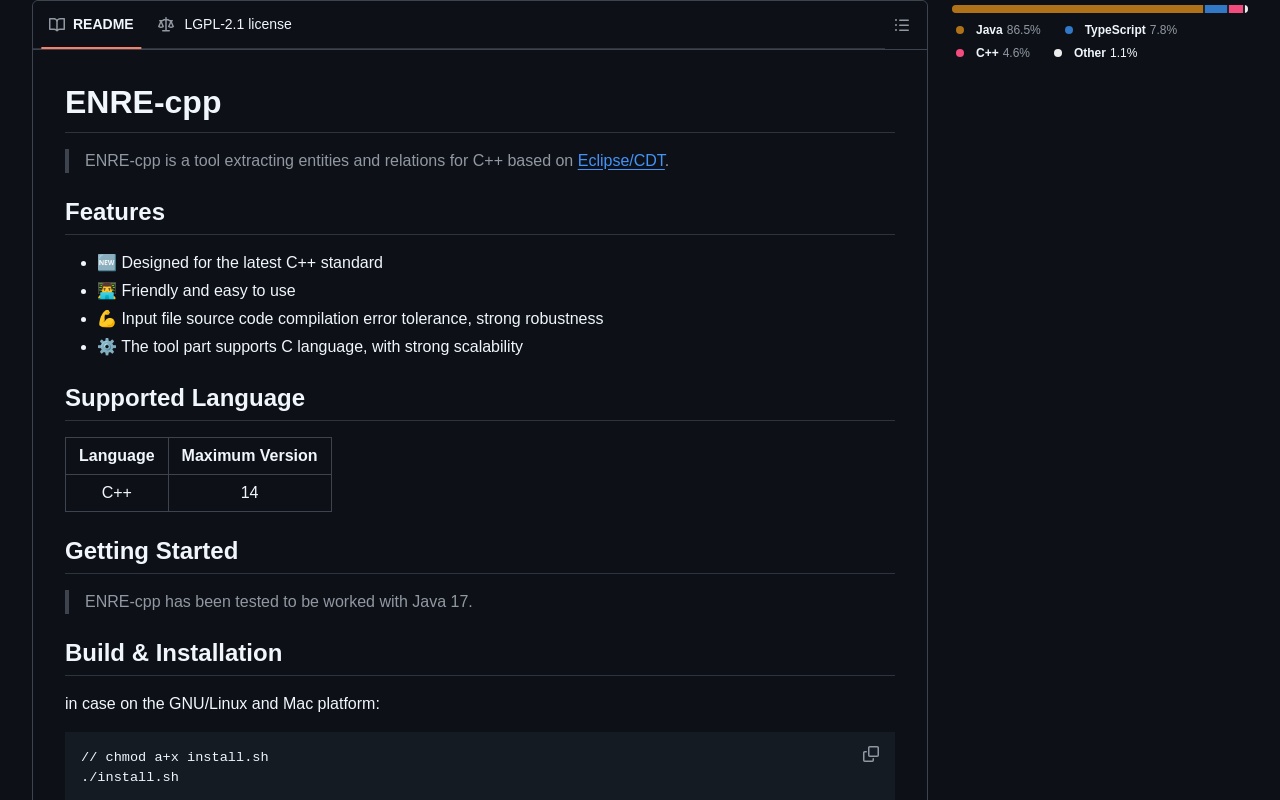 README
LGPL-2.1 license
Java 86.5%
TypeScript 7.8%
C++ 4.6%
Other 1.1%
ENRE-cpp
ENRE-cpp is a tool extracting entities and relations for C++ based on Eclipse/CDT.
Features
🆕 Designed for the latest C++ standard
👨‍💻 Friendly and easy to use
💪 Input file source code compilation error tolerance, strong robustness
⚙️ The tool part supports C language, with strong scalability
Supported Language
Language Maximum Version
C++ 14
Getting Started
ENRE-cpp has been tested to be worked with Java 17.
Build & Installation
in case on the GNU/Linux and Mac platform:
// chmod a+x install.sh
./install.sh